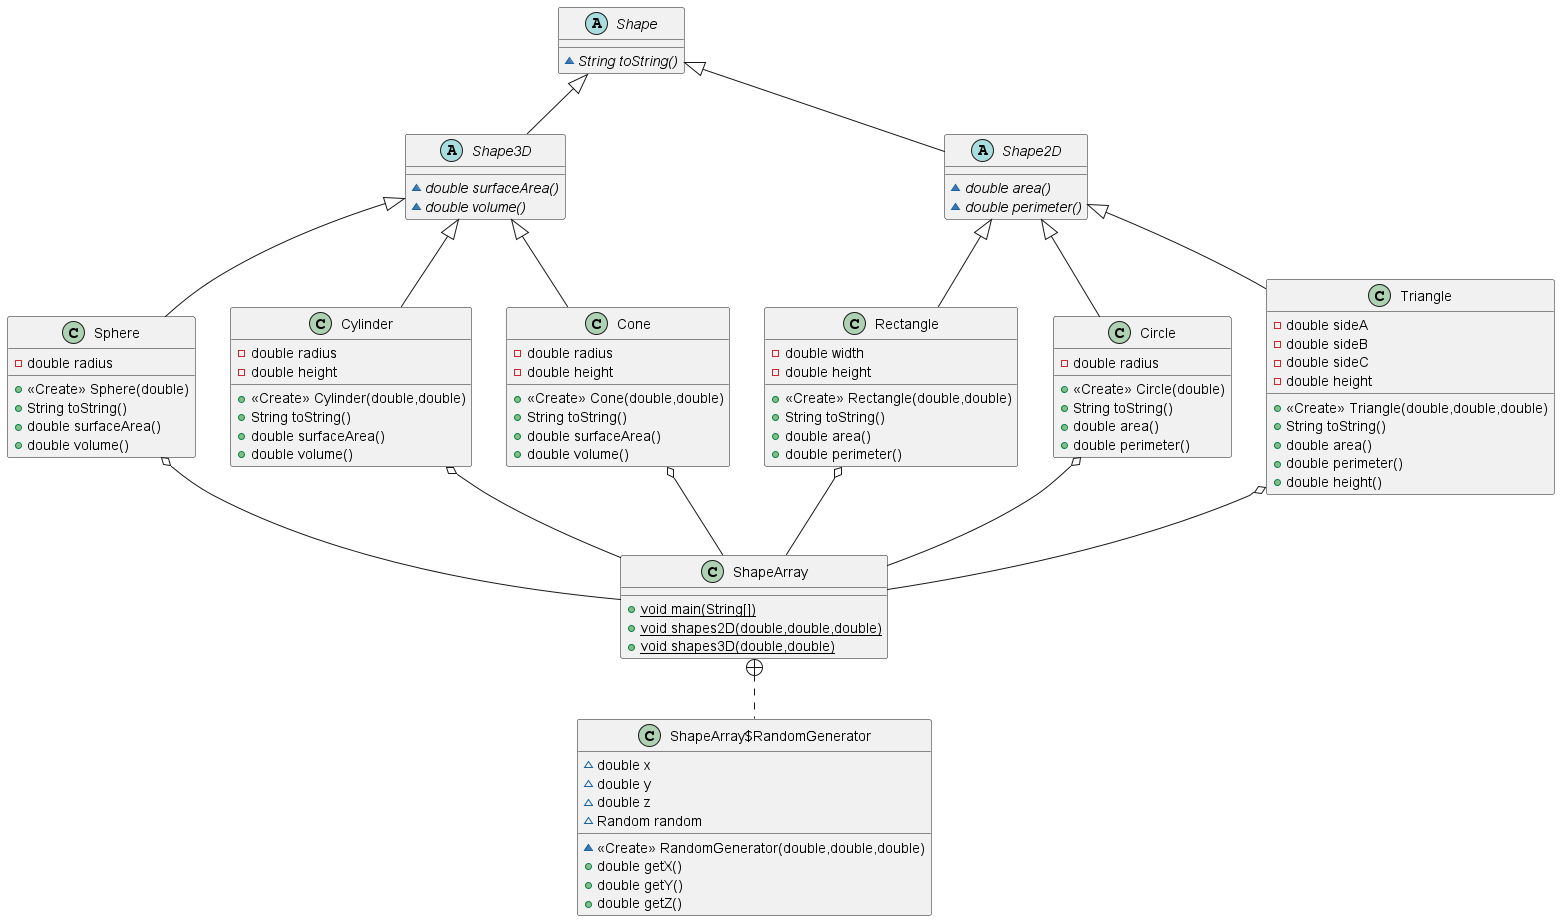 A Shape
String toString()
A Shape3D
double surfaceArea()
double volume()
A Shape2D
double area()
double perimeter()
C Sphere
double radius
«Create» Sphere(double)
String toString()
double surfaceArea()
double volume()
C Cylinder
double radius
double height
«Create» Cylinder(double,double)
String toString()
double surfaceArea()
double volume()
C Cone
double radius
double height
«Create» Cone(double,double)
String toString()
double surfaceArea()
double volume()
C Rectangle
double width
double height
«Create» Rectangle(double,double)
String toString()
double area()
double perimeter()
C Circle
double radius
«Create» Circle(double)
String toString()
double area()
double perimeter()
C Triangle
double sideA
double sideB
double sideC
double height
«Create» Triangle(double,double,double)
String toString()
double area()
double perimeter()
double height()
C ShapeArray
void main(String[])
void shapes2D(double,double,double)
void shapes3D(double,double)
C ShapeArray$RandomGenerator
double x
double y
double z
Random random
«Create» RandomGenerator(double,double,double)
double getX()
double getY()
double getZ()